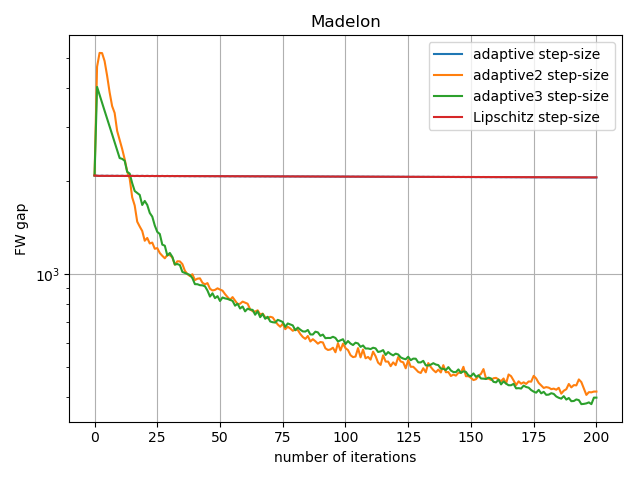 Madelon
adaptive step-size
adaptive2 step-size
adaptive3 step-size
Lipschitz step-size
FW gap
10³
0 25 50 75 100 125 150 175 200
number of iterations